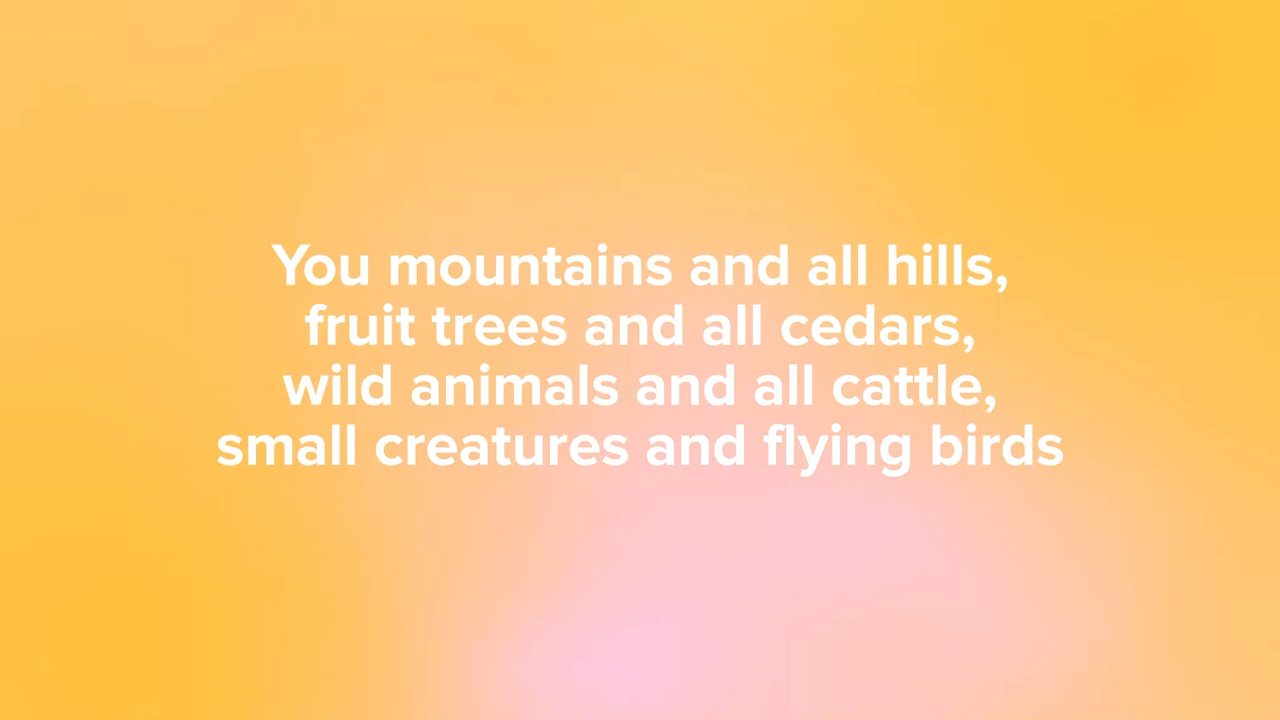 You mountains and all hills,
fruit trees and all cedars,
wild animals and all cattle,
small creatures and flying birds